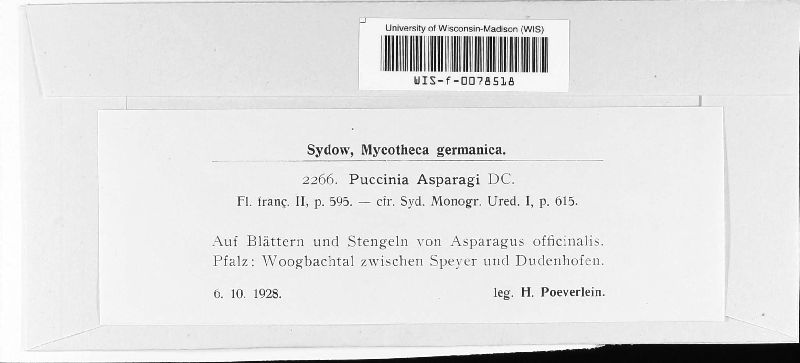 University of Wisconsin-Madison (WIS)
WIS-f-0078518
Sydow, Mycotheca germanica.
2266. Puccinia Asparagi DC.
Fl. franç. II, p. 595. — cfr. Syd. Monogr. Ured. I, p. 615.
Auf Blättern und Stengeln von Asparagus officinalis.
Pfalz: Woogbachtal zwischen Speyer und Dudenhofen.
6. 10. 1928. leg. H. Poeverlein.